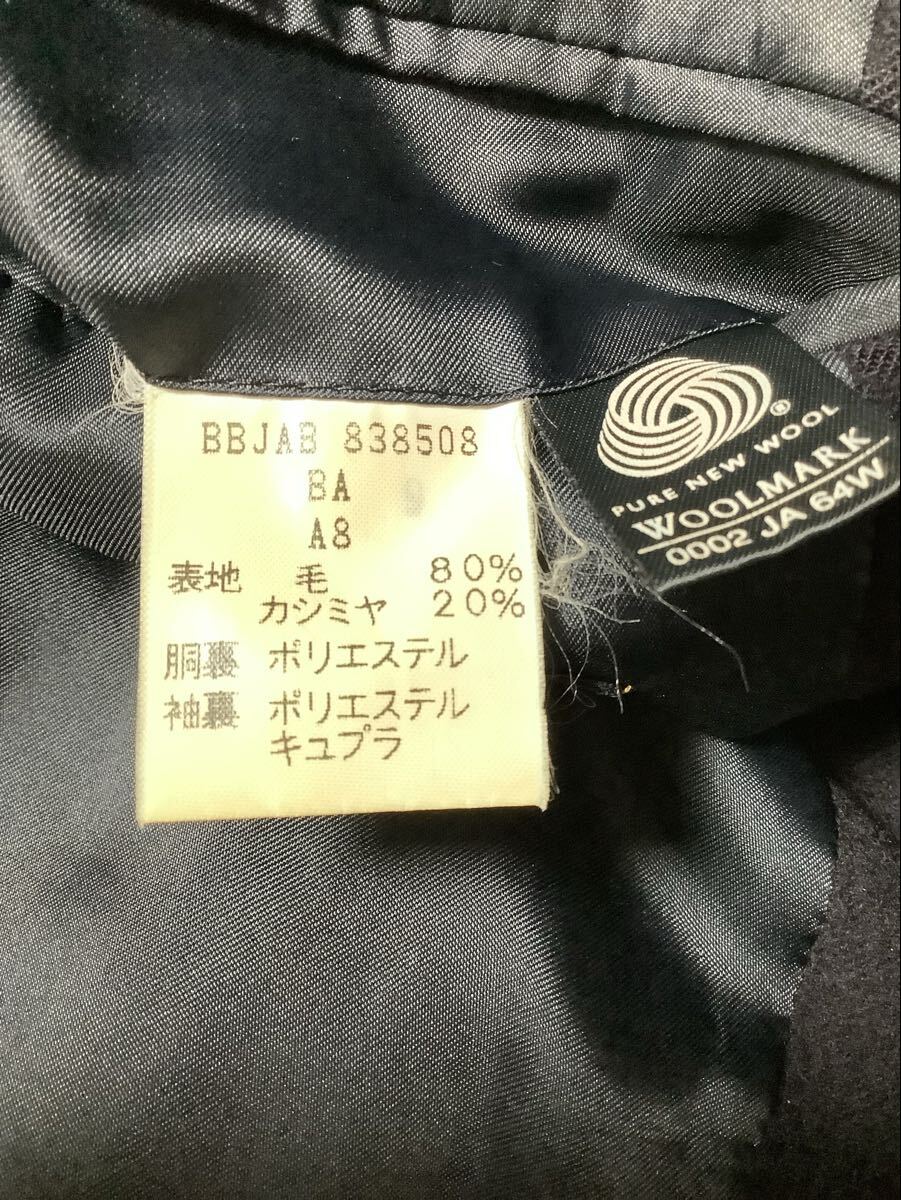 BBJAB 838508
BA
A8
表地 毛 80%
カシミヤ 20%
胴裏 ポリエステル
袖裏 ポリエステル
キュプラ
®
PURE NEW WOOL
WOOLMARK
0002 JA 64W